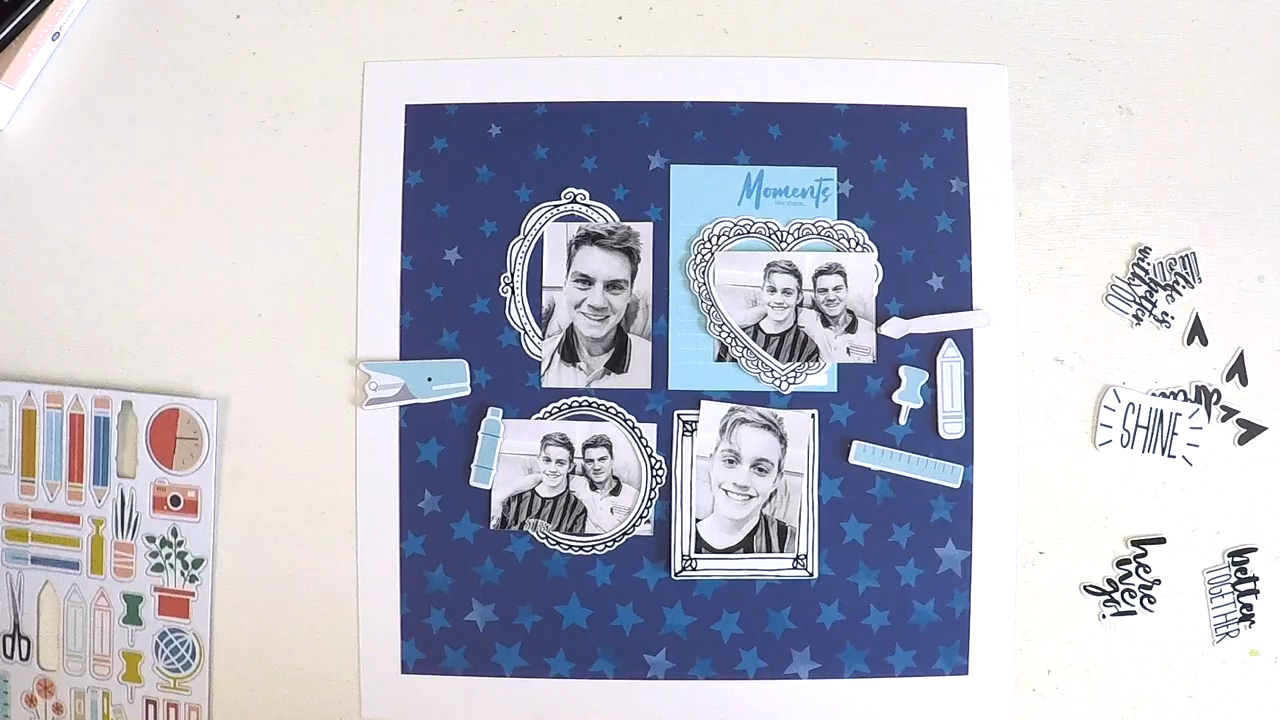 Moments
like these...
life is
better
with
YOU
SHINE
here
we
go!
better
TOGETHER